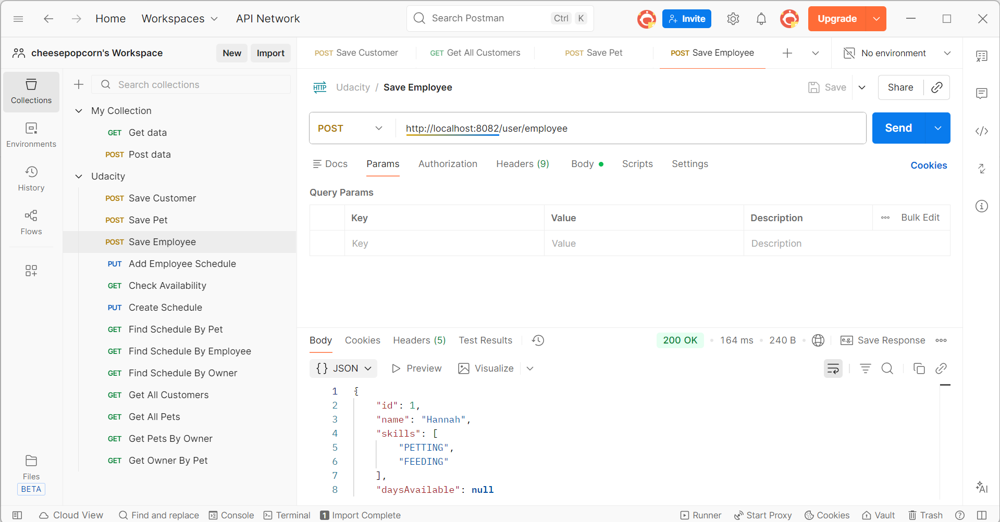 Home Workspaces API Network Search Postman Ctrl K Invite Upgrade
cheesepopcorn's Workspace New Import
POST Save Customer GET Get All Customers POST Save Pet POST Save Employee No environment
Collections
Environments
History
Flows
Files
BETA
Search collections
My Collection
GET Get data
POST Post data
Udacity
POST Save Customer
POST Save Pet
POST Save Employee
PUT Add Employee Schedule
GET Check Availability
PUT Create Schedule
GET Find Schedule By Pet
GET Find Schedule By Employee
GET Find Schedule By Owner
GET Get All Customers
GET Get All Pets
GET Get Pets By Owner
GET Get Owner By Pet
HTTP Udacity / Save Employee Save Share
POST http://localhost:8082/user/employee Send
Docs Params Authorization Headers (9) Body Scripts Settings Cookies
Query Params
Key Value Description Bulk Edit
Key Value Description
Body Cookies Headers (5) Test Results 200 OK 164 ms 240 B e.g. Save Response
{} JSON Preview Visualize
1 {
2 "id": 1,
3 "name": "Hannah",
4 "skills": [
5 "PETTING",
6 "FEEDING"
7 ],
8 "daysAvailable": null
AI
Cloud View Find and replace Console Terminal 1 Import Complete Runner Start Proxy Cookies Vault Trash